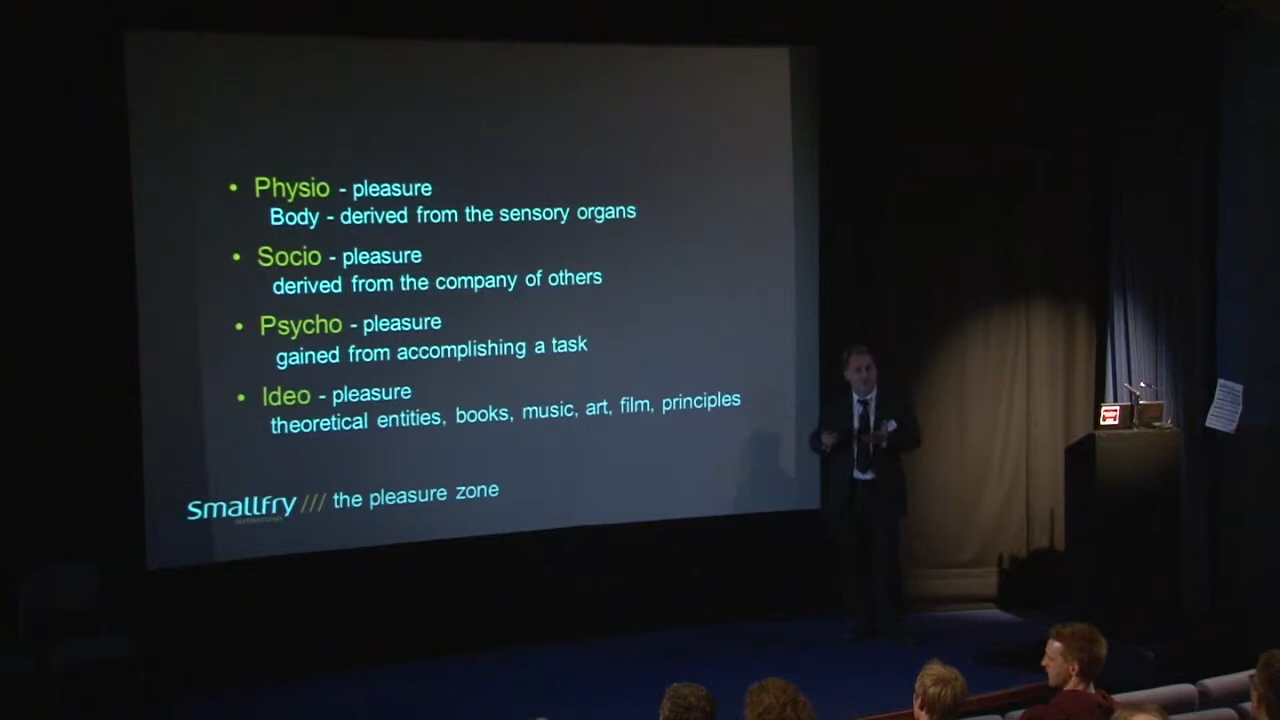 • Physio - pleasure
Body - derived from the sensory organs
• Socio - pleasure
derived from the company of others
• Psycho - pleasure
gained from accomplishing a task
• Ideo - pleasure
theoretical entities, books, music, art, film, principles
Smallfry /// the pleasure zone